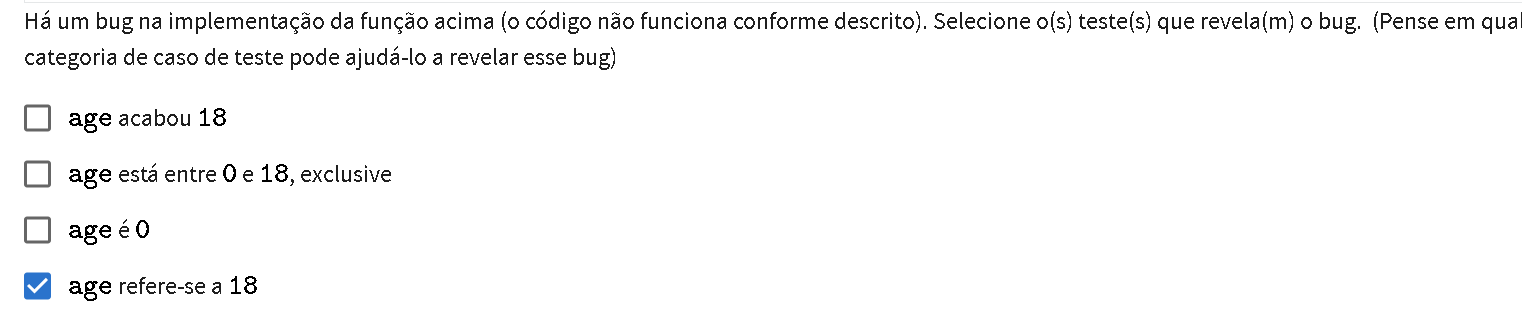 Há um bug na implementação da função acima (o código não funciona conforme descrito). Selecione o(s) teste(s) que revela(m) o bug. (Pense em qual
categoria de caso de teste pode ajudá-lo a revelar esse bug)
age acabou 18
age está entre 0 e 18, exclusive
age é 0
age refere-se a 18